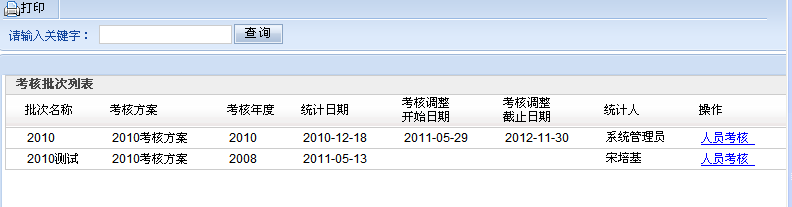 打印
请输入关键字： 查询
考核批次列表
批次名称 考核方案 考核年度 统计日期 考核调整开始日期 考核调整截止日期 统计人 操作
2010 2010考核方案 2010 2010-12-18 2011-05-29 2012-11-30 系统管理员 人员考核
2010测试 2010考核方案 2008 2011-05-13 宋培基 人员考核